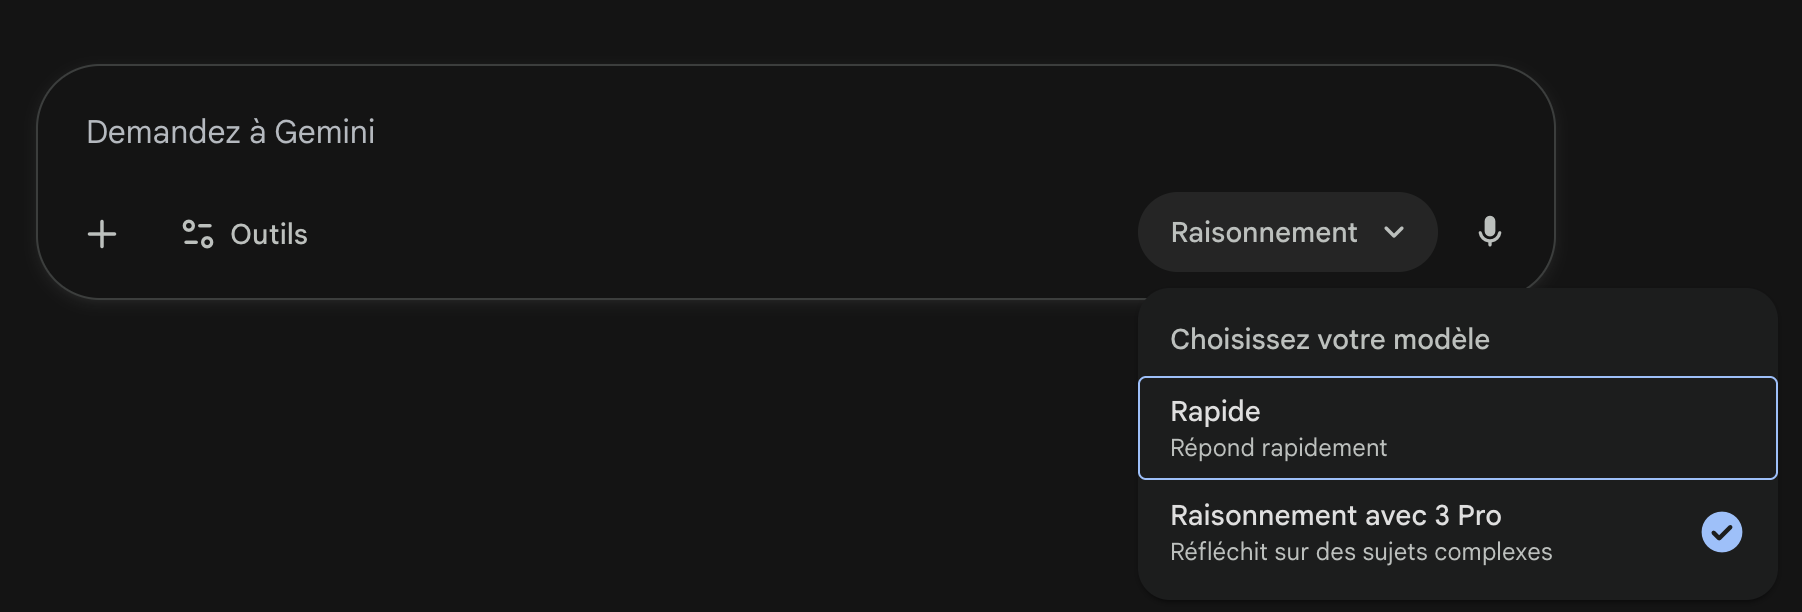 Demandez à Gemini
Outils
Raisonnement
Choisissez votre modèle
Rapide
Répond rapidement
Raisonnement avec 3 Pro
Réfléchit sur des sujets complexes